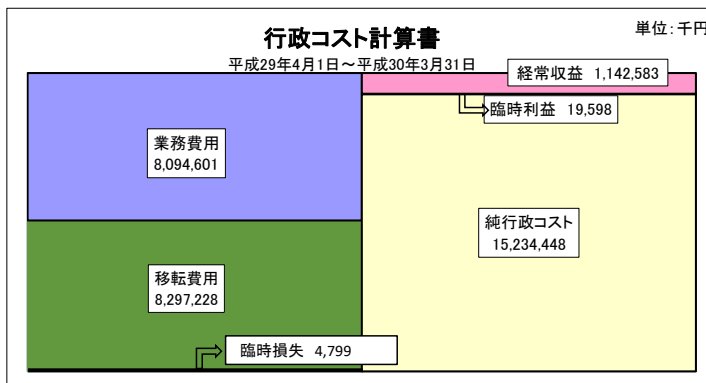 行政コスト計算書
単位:千円
平成29年4月1日～平成30年3月31日
経常収益 1,142,583
臨時利益 19,598
業務費用
8,094,601
純行政コスト
15,234,448
移転費用
8,297,228
臨時損失 4,799